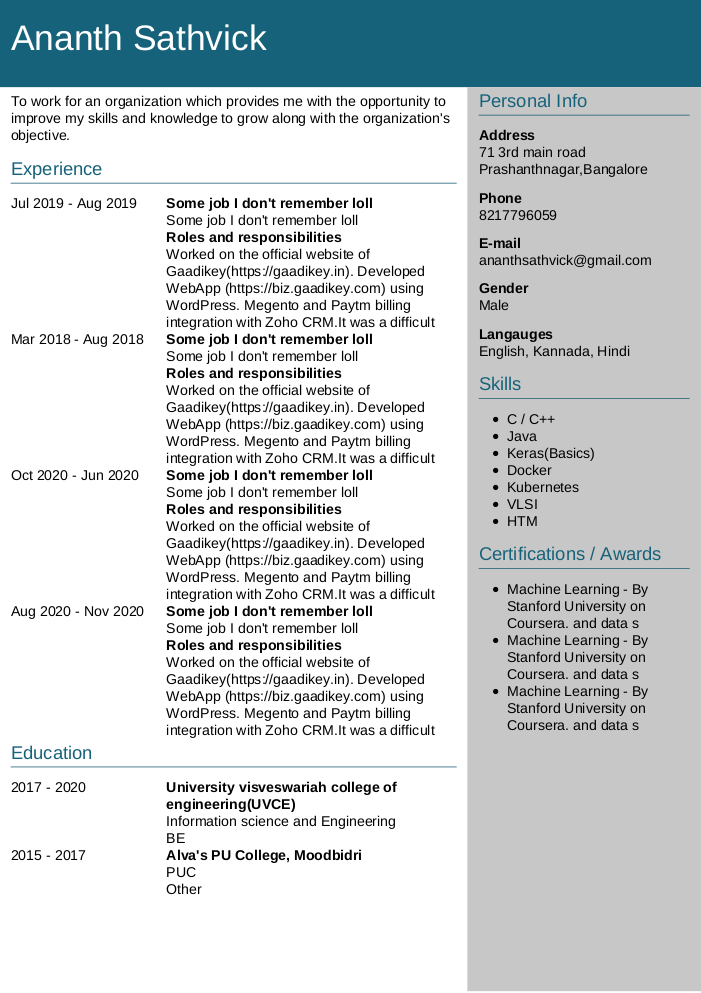 Ananth Sathvick
To work for an organization which provides me with the opportunity to
improve my skills and knowledge to grow along with the organization's
objective.
Experience
Jul 2019 - Aug 2019
Some job I don't remember loll
Some job I don't remember loll
Roles and responsibilities
Worked on the official website of
Gaadikey(https://gaadikey.in). Developed
WebApp (https://biz.gaadikey.com) using
WordPress. Megento and Paytm billing
integration with Zoho CRM.It was a difficult
Mar 2018 - Aug 2018
Some job I don't remember loll
Some job I don't remember loll
Roles and responsibilities
Worked on the official website of
Gaadikey(https://gaadikey.in). Developed
WebApp (https://biz.gaadikey.com) using
WordPress. Megento and Paytm billing
integration with Zoho CRM.It was a difficult
Oct 2020 - Jun 2020
Some job I don't remember loll
Some job I don't remember loll
Roles and responsibilities
Worked on the official website of
Gaadikey(https://gaadikey.in). Developed
WebApp (https://biz.gaadikey.com) using
WordPress. Megento and Paytm billing
integration with Zoho CRM.It was a difficult
Aug 2020 - Nov 2020
Some job I don't remember loll
Some job I don't remember loll
Roles and responsibilities
Worked on the official website of
Gaadikey(https://gaadikey.in). Developed
WebApp (https://biz.gaadikey.com) using
WordPress. Megento and Paytm billing
integration with Zoho CRM.It was a difficult
Education
2017 - 2020
University visveswariah college of
engineering(UVCE)
Information science and Engineering
BE
2015 - 2017
Alva's PU College, Moodbidri
PUC
Other
Personal Info
Address
71 3rd main road
Prashanthnagar,Bangalore
Phone
8217796059
E-mail
ananthsathvick@gmail.com
Gender
Male
Langauges
English, Kannada, Hindi
Skills
• C / C++
• Java
• Keras(Basics)
• Docker
• Kubernetes
• VLSI
• HTM
Certifications / Awards
• Machine Learning - By
Stanford University on
Coursera. and data s
• Machine Learning - By
Stanford University on
Coursera. and data s
• Machine Learning - By
Stanford University on
Coursera. and data s